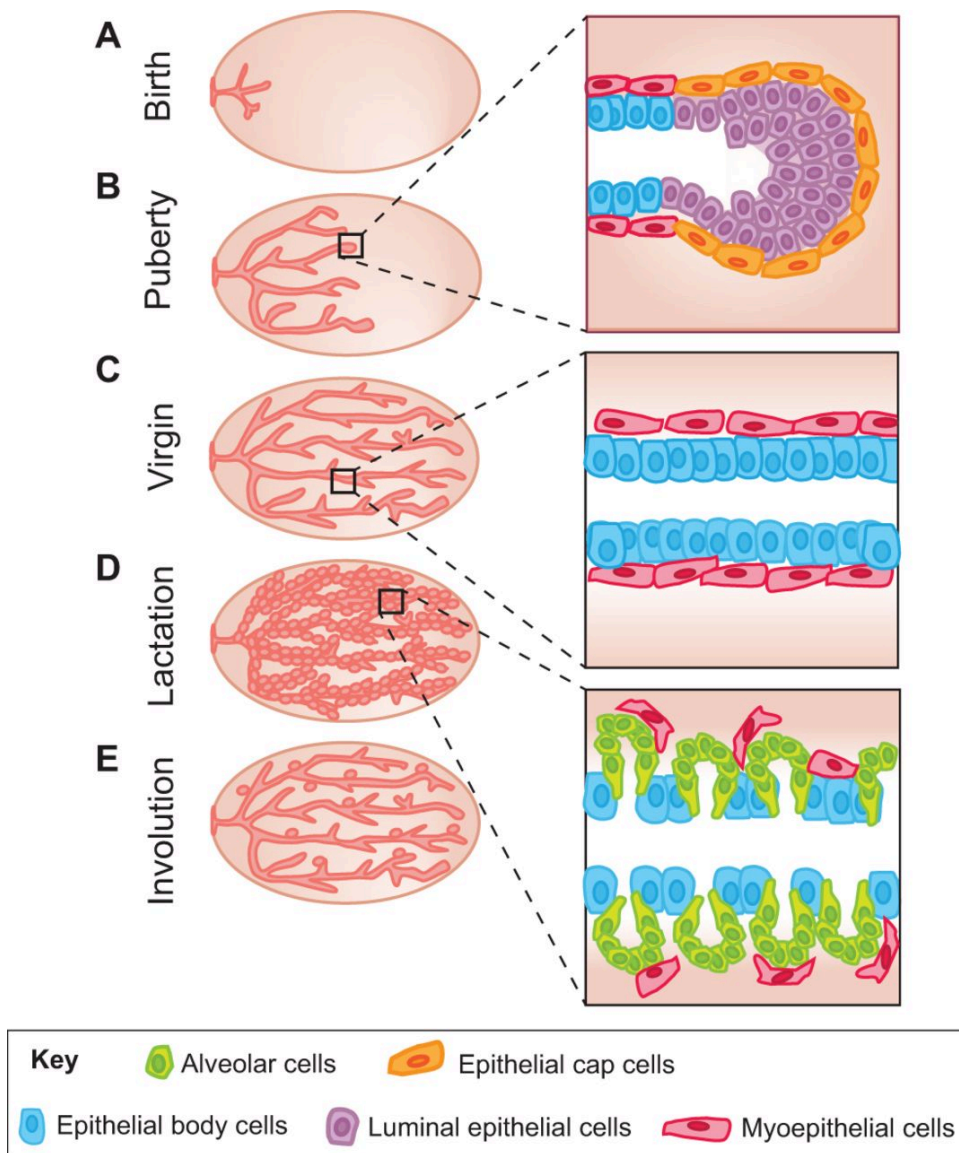 A
Birth
B
Puberty
C
Virgin
D
Lactation
E
Involution
Key
Alveolar cells
Epithelial cap cells
Epithelial body cells
Luminal epithelial cells
Myoepithelial cells